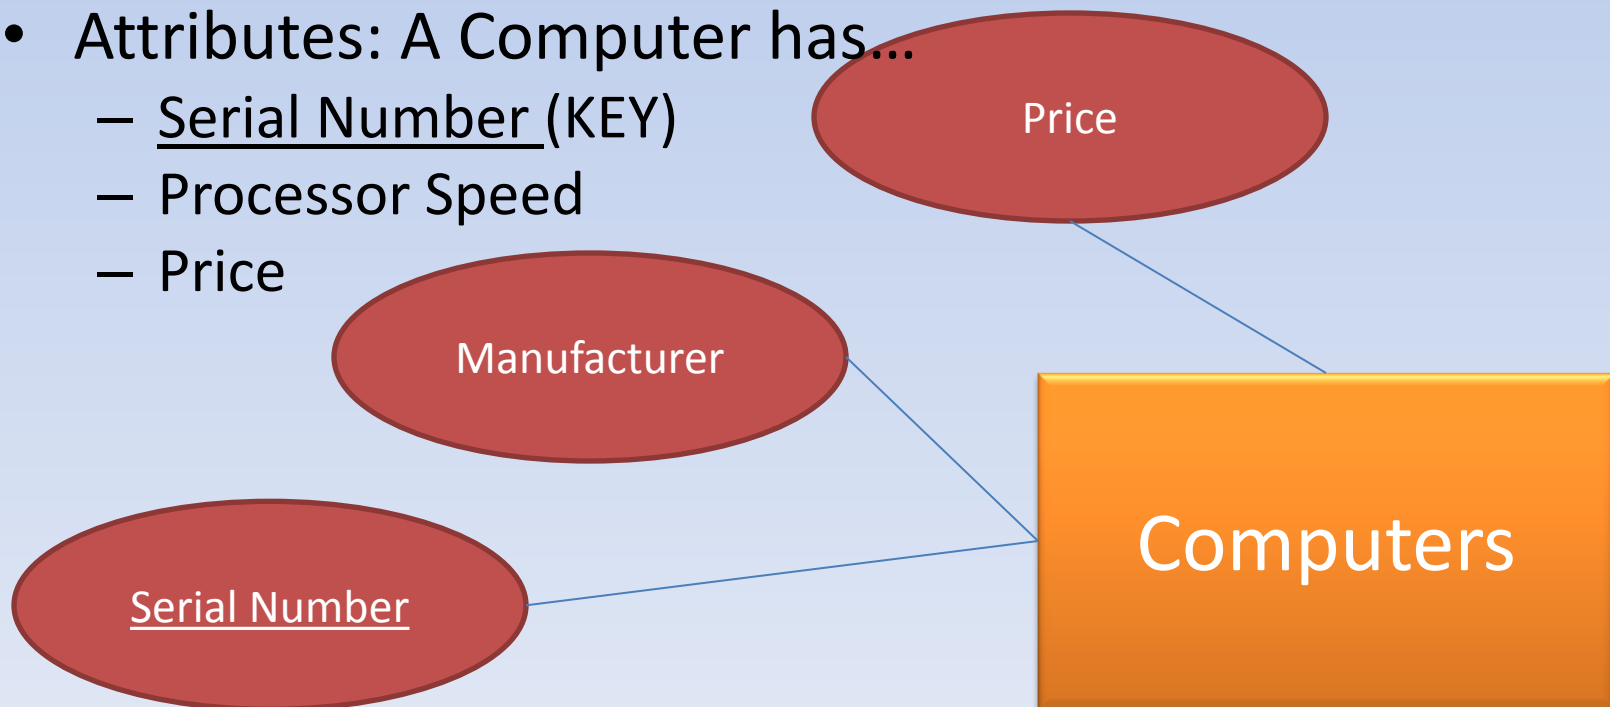 • Attributes: A Computer has…
– Serial Number (KEY)
– Processor Speed
– Price
Price
Manufacturer
Computers
Serial Number